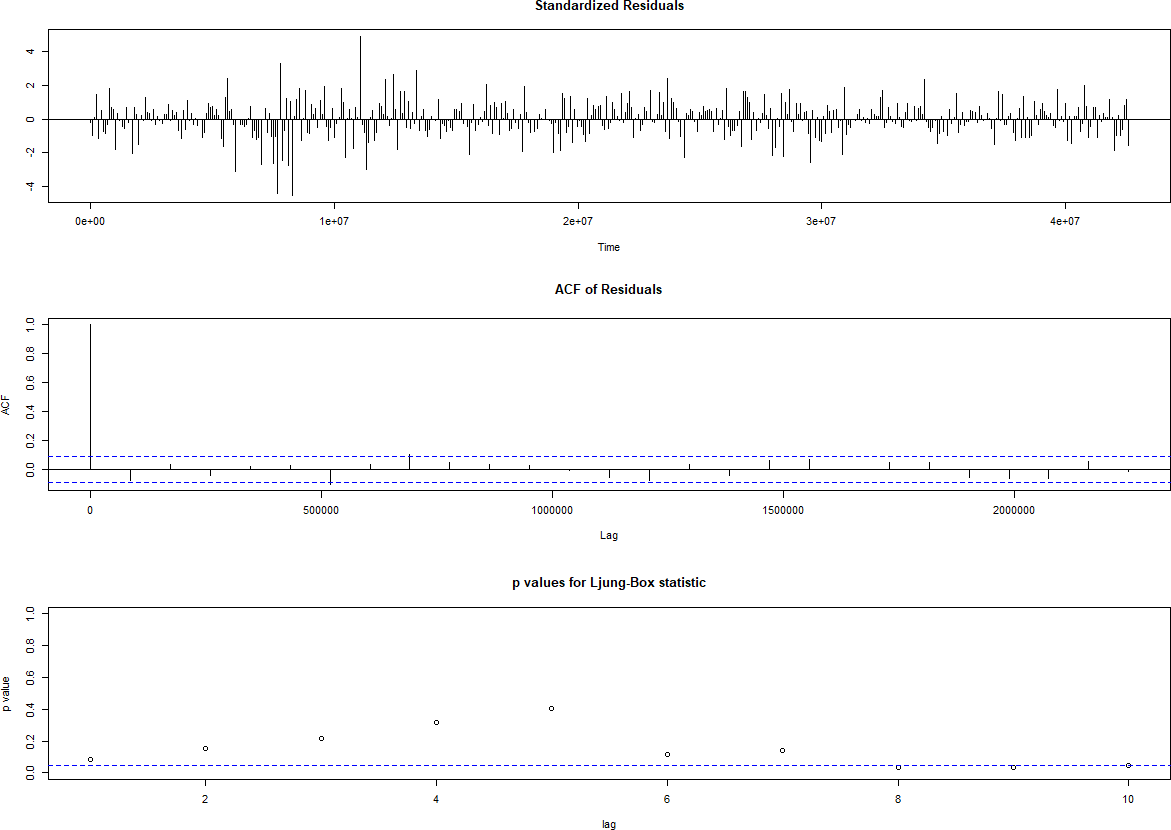 Standardized Residuals
4
2
0
-2
-4
0e+00 1e+07 2e+07 3e+07 4e+07
Time
ACF of Residuals
ACF
1.0
0.8
0.6
0.4
0.2
0.0
0 500000 1000000 1500000 2000000
Lag
p values for Ljung-Box statistic
p value
1.0
0.8
0.6
0.4
0.2
0.0
2 4 6 8 10
lag